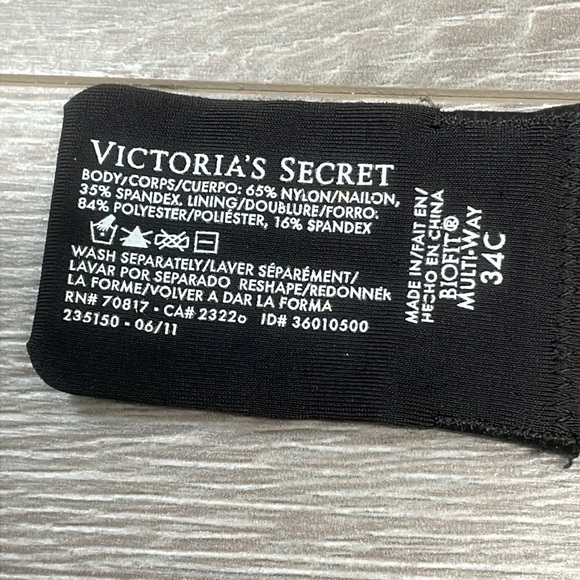 VICTORIA'S SECRET
BODY/CORPS/CUERPO: 65% NYLON/NAILON,
35% SPANDEX. LINING/DOUBLURE/FORRO:
84% POLYESTER/POLIÉSTER, 16% SPANDEX
WASH SEPARATELY/LAVER SÉPARÉMENT/
LAVAR POR SEPARADO RESHAPE/REDONNER
LA FORME/VOLVER A DAR LA FORMA
RN# 70817 • CA# 23220 ID# 36010500
235150 - 06/11
MADE IN/FAIT EN/
HECHO EN CHINA
BIOFIT®
MULTI-WAY
34C